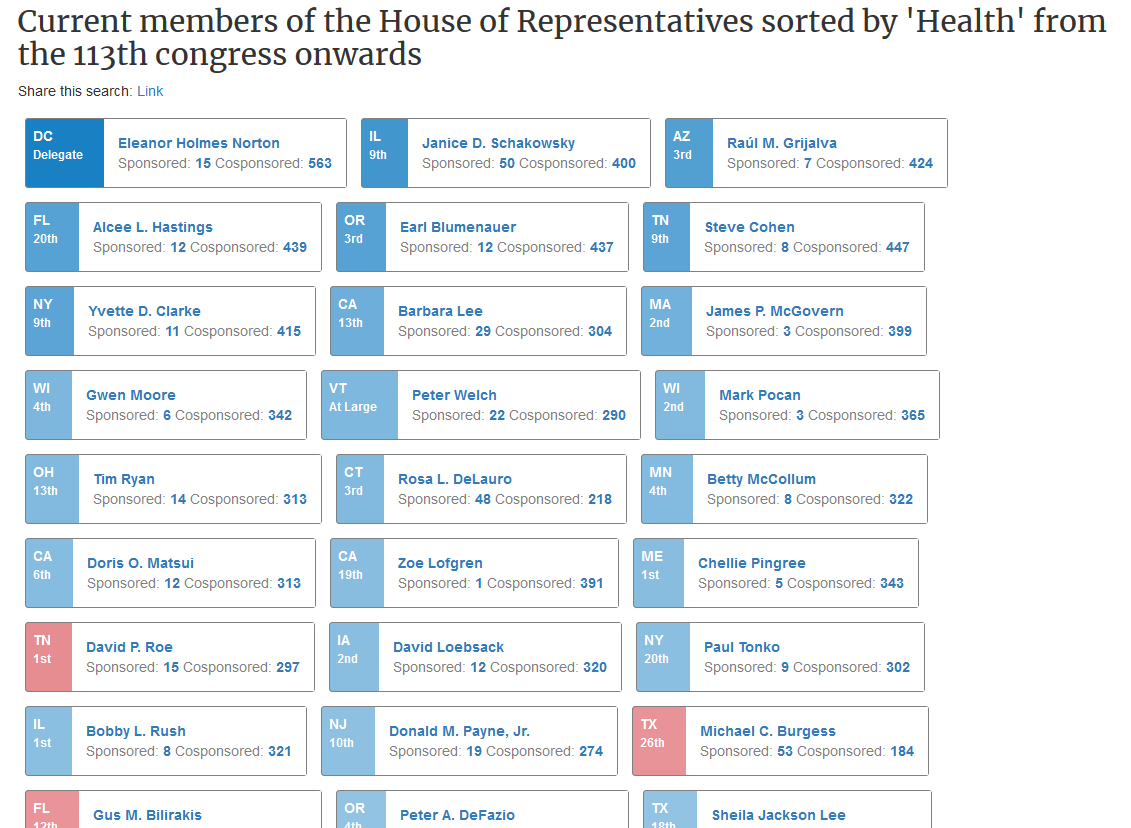 Current members of the House of Representatives sorted by 'Health' from
the 113th congress onwards
Share this search: Link
DC
Delegate
Eleanor Holmes Norton
Sponsored: 15 Cosponsored: 563
IL
9th
Janice D. Schakowsky
Sponsored: 50 Cosponsored: 400
AZ
3rd
Raúl M. Grijalva
Sponsored: 7 Cosponsored: 424
FL
20th
Alcee L. Hastings
Sponsored: 12 Cosponsored: 439
OR
3rd
Earl Blumenauer
Sponsored: 12 Cosponsored: 437
TN
9th
Steve Cohen
Sponsored: 8 Cosponsored: 447
NY
9th
Yvette D. Clarke
Sponsored: 11 Cosponsored: 415
CA
13th
Barbara Lee
Sponsored: 29 Cosponsored: 304
MA
2nd
James P. McGovern
Sponsored: 3 Cosponsored: 399
WI
4th
Gwen Moore
Sponsored: 6 Cosponsored: 342
VT
At Large
Peter Welch
Sponsored: 22 Cosponsored: 290
WI
2nd
Mark Pocan
Sponsored: 3 Cosponsored: 365
OH
13th
Tim Ryan
Sponsored: 14 Cosponsored: 313
CT
3rd
Rosa L. DeLauro
Sponsored: 48 Cosponsored: 218
MN
4th
Betty McCollum
Sponsored: 8 Cosponsored: 322
CA
6th
Doris O. Matsui
Sponsored: 12 Cosponsored: 313
CA
19th
Zoe Lofgren
Sponsored: 1 Cosponsored: 391
ME
1st
Chellie Pingree
Sponsored: 5 Cosponsored: 343
TN
1st
David P. Roe
Sponsored: 15 Cosponsored: 297
IA
2nd
David Loebsack
Sponsored: 12 Cosponsored: 320
NY
20th
Paul Tonko
Sponsored: 9 Cosponsored: 302
IL
1st
Bobby L. Rush
Sponsored: 8 Cosponsored: 321
NJ
10th
Donald M. Payne, Jr.
Sponsored: 19 Cosponsored: 274
TX
26th
Michael C. Burgess
Sponsored: 53 Cosponsored: 184
FL
12th
Gus M. Bilirakis
OR
4th
Peter A. DeFazio
TX
18th
Sheila Jackson Lee